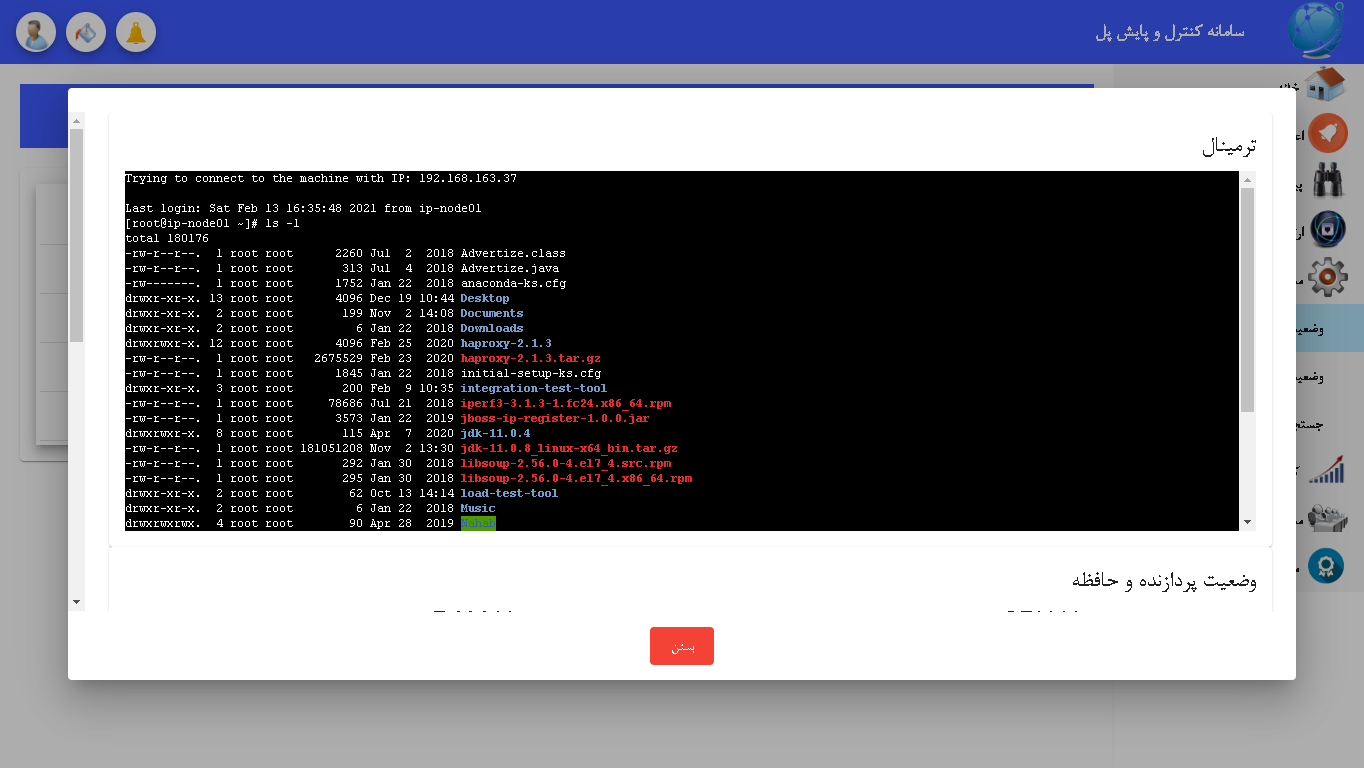 سامانه کنترل و پایش پل
ترمینال
Trying to connect to the machine with IP: 192.168.163.37
Last login: Sat Feb 13 16:35:48 2021 from ip-node01
[root@ip-node01 ~]# ls -l
total 180176
-rw-r--r--.  1 root root      2260 Jul  2  2018 Advertize.class
-rw-r--r--.  1 root root       313 Jul  4  2018 Advertize.java
-rw-------.  1 root root      1752 Jan 22  2018 anaconda-ks.cfg
drwxr-xr-x. 13 root root      4096 Dec 19 10:44 Desktop
drwxr-xr-x.  2 root root       199 Nov  2 14:08 Documents
drwxr-xr-x.  2 root root         6 Jan 22  2018 Downloads
drwxrwxr-x. 12 root root      4096 Feb 25  2020 haproxy-2.1.3
-rw-r--r--.  1 root root   2675529 Feb 23  2020 haproxy-2.1.3.tar.gz
-rw-r--r--.  1 root root      1845 Jan 22  2018 initial-setup-ks.cfg
drwxr-xr-x.  3 root root       200 Feb  9 10:35 integration-test-tool
-rw-r--r--.  1 root root     78686 Jul 21  2018 iperf3-3.1.3-1.fc24.x86_64.rpm
-rw-r--r--.  1 root root      3573 Jan 22  2019 jboss-ip-register-1.0.0.jar
drwxrwxr-x.  8 root root       115 Apr  7  2020 jdk-11.0.4
-rw-r--r--.  1 root root 181051208 Nov  2 13:30 jdk-11.0.8_linux-x64_bin.tar.gz
-rw-r--r--.  1 root root       292 Jan 30  2018 libsoup-2.56.0-4.el7_4.src.rpm
-rw-r--r--.  1 root root       295 Jan 30  2018 libsoup-2.56.0-4.el7_4.x86_64.rpm
drwxr-xr-x.  2 root root        62 Oct 13 14:14 load-test-tool
drwxr-xr-x.  2 root root         6 Jan 22  2018 Music
drwxrwxrwx.  4 root root        90 Apr 28  2019 Nahab
وضعیت پردازنده و حافظه
بستن